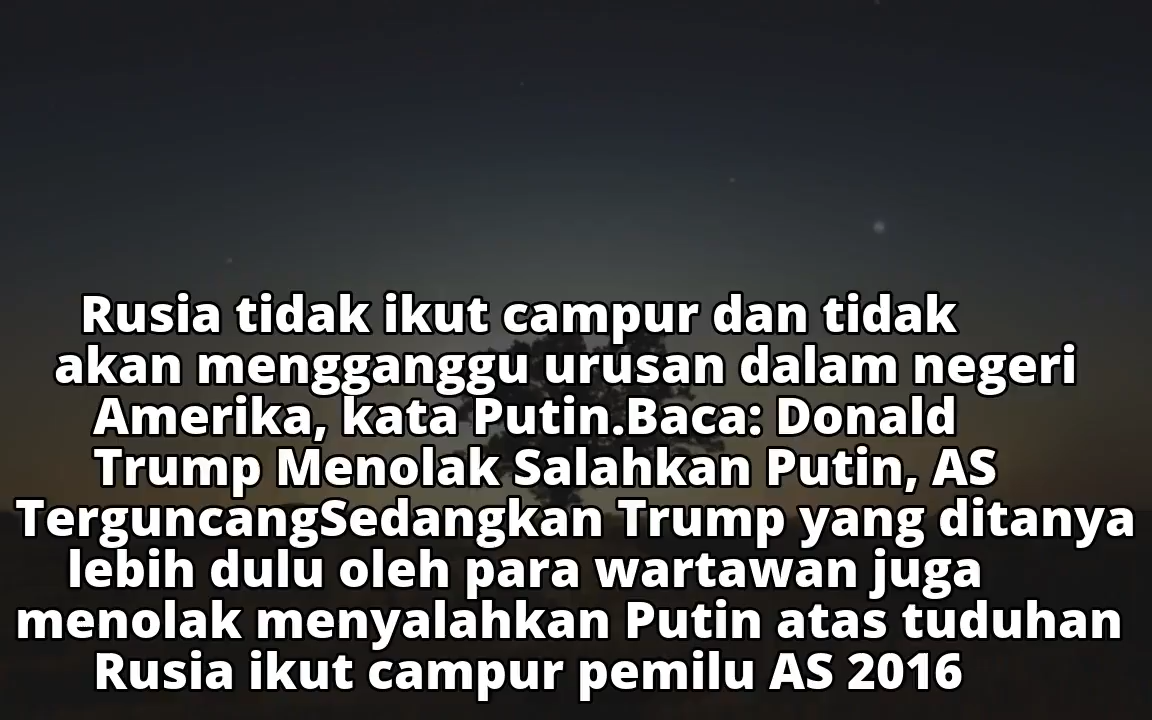 Rusia tidak ikut campur dan tidak
akan mengganggu urusan dalam negeri
Amerika, kata Putin.Baca: Donald
Trump Menolak Salahkan Putin, AS
TerguncangSedangkan Trump yang ditanya
lebih dulu oleh para wartawan juga
menolak menyalahkan Putin atas tuduhan
Rusia ikut campur pemilu AS 2016